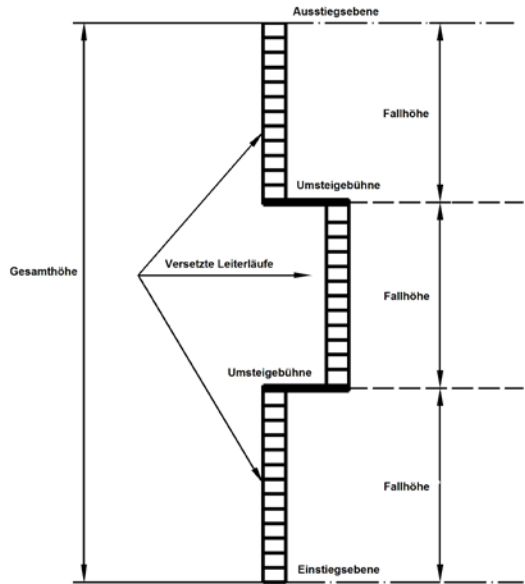 Ausstiegsebene
Fallhöhe
Umsteigebühne
Versetzte Leiterläufe
Gesamthöhe
Fallhöhe
Umsteigebühne
Fallhöhe
Einstiegsebene